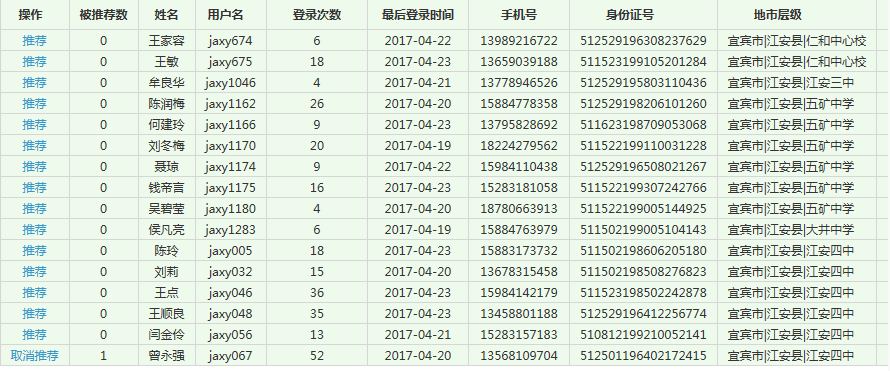 操作 被推荐数 姓名 用户名 登录次数 最后登录时间 手机号 身份证号 地市层级
推荐 0 王家容 jaxy674 6 2017-04-22 13989216722 512529196308237629 宜宾市|江安县|仁和中心校
推荐 0 王敏 jaxy675 18 2017-04-23 13659039188 511523199105201284 宜宾市|江安县|仁和中心校
推荐 0 牟良华 jaxy1046 4 2017-04-21 13778946525 512529195803110436 宜宾市|江安县|江安三中
推荐 0 陈润梅 jaxy1162 26 2017-04-20 15884778358 512529198206101260 宜宾市|江安县|五矿中学
推荐 0 何建玲 jaxy1166 9 2017-04-23 13795828692 511623198709053068 宜宾市|江安县|五矿中学
推荐 0 刘冬梅 jaxy1170 20 2017-04-19 18224279562 511522199110031228 宜宾市|江安县|五矿中学
推荐 0 聂琼 jaxy1174 9 2017-04-22 15984110438 512529196508021267 宜宾市|江安县|五矿中学
推荐 0 钱帝言 jaxy1175 16 2017-04-23 15283181058 511522199307242766 宜宾市|江安县|五矿中学
推荐 0 吴碧莹 jaxy1180 4 2017-04-20 18780663913 511522199005144925 宜宾市|江安县|五矿中学
推荐 0 侯凡亮 jaxy1283 6 2017-04-19 15884763979 511502199005104143 宜宾市|江安县|大井中学
推荐 0 陈玲 jaxy005 18 2017-04-23 15883173732 511502198606205180 宜宾市|江安县|江安四中
推荐 0 刘莉 jaxy032 15 2017-04-20 13678315458 511502198508276823 宜宾市|江安县|江安四中
推荐 0 王点 jaxy046 36 2017-04-23 15984142179 511523198502242878 宜宾市|江安县|江安四中
推荐 0 王顺良 jaxy048 35 2017-04-23 13458801188 512529196412256774 宜宾市|江安县|江安四中
推荐 0 闫金伶 jaxy056 13 2017-04-21 15283157183 510812199210052141 宜宾市|江安县|江安四中
取消推荐 1 曾永强 jaxy067 52 2017-04-20 13568109704 512501196402172415 宜宾市|江安县|江安四中